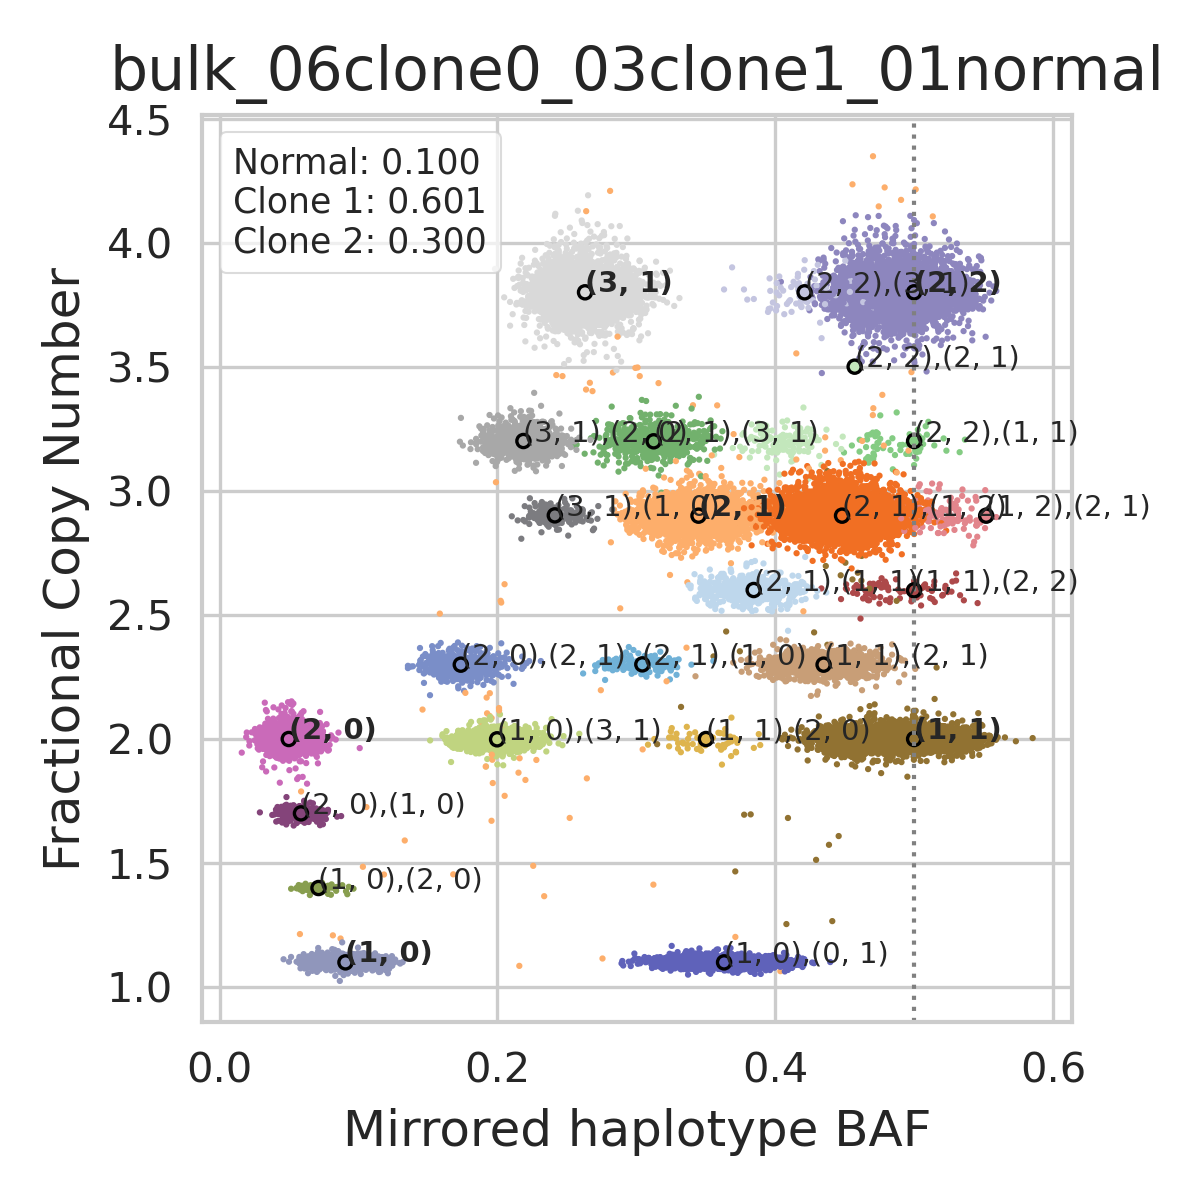 bulk_06clone0_03clone1_01normal
4.5
Normal: 0.100
Clone 1: 0.601
Clone 2: 0.300
4.0
(3, 1)
(2, 2),(3, 1)
(2, 2)
3.5
(2, 2),(2, 1)
(3, 1),(2, 0)
(2, 1),(3, 1)
(2, 2),(1, 1)
3.0
(3, 1),(1, 0)
(2, 1)
(2, 1),(1, 2)
(1, 2),(2, 1)
(2, 1),(1, 1)
(1, 1),(2, 2)
2.5
(2, 0),(2, 1)
(2, 1),(1, 0)
(1, 1),(2, 1)
2.0
(2, 0)
(1, 0),(3, 1)
(1, 1),(2, 0)
(1, 1)
(2, 0),(1, 0)
1.5
(1, 0),(2, 0)
(1, 0)
(1, 0),(0, 1)
1.0
Fractional Copy Number
0.0
0.2
0.4
0.6
Mirrored haplotype BAF